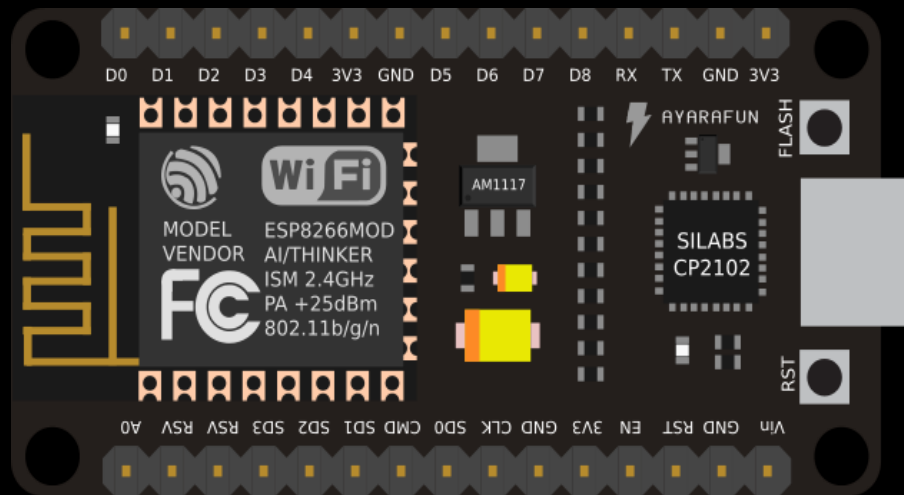 D0 D1 D2 D3 D4 3V3 GND D5 D6 D7 D8 RX TX GND 3V3
AYARAFUN
FLASH
WiFi
AM1117
MODEL ESP8266MOD
VENDOR AI/THINKER
ISM 2.4GHz
PA +25dBm
802.11b/g/n
FC
SILABS
CP2102
RST
A0 RSV RSV SD3 SD2 SD1 CMD SD0 CLK GND 3V3 EN RST GND Vin